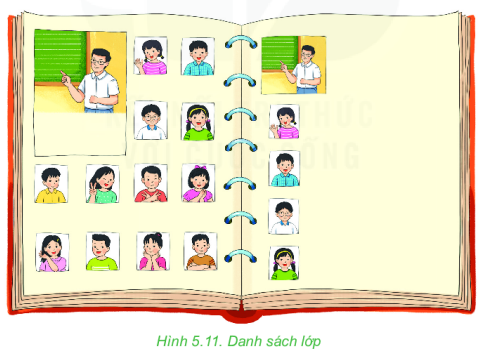 Hình 5.11. Danh sách lớp